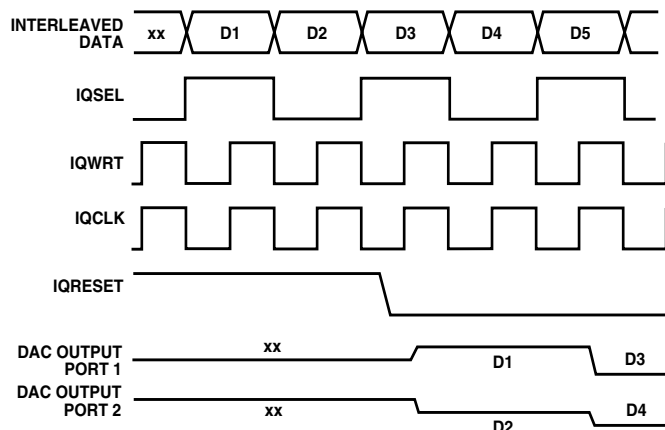 INTERLEAVED
DATA
xx D1 D2 D3 D4 D5
IQSEL
IQWRT
IQCLK
IQRESET
DAC OUTPUT
PORT 1
xx D1 D3
DAC OUTPUT
PORT 2
xx D2 D4